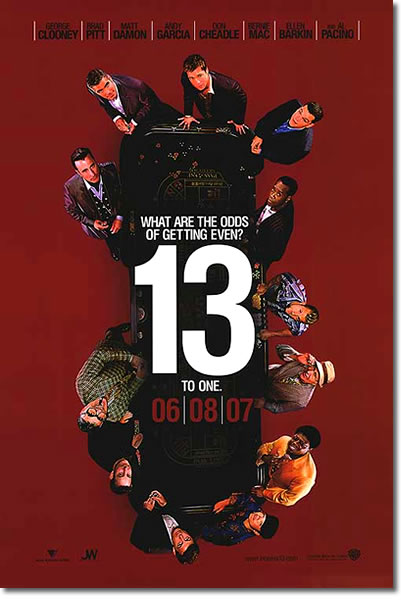 GEORGE CLOONEY | BRAD PITT | MATT DAMON | ANDY GARCIA | DON CHEADLE | BERNIE MAC | ELLEN BARKIN | AND AL PACINO
WHAT ARE THE ODDS
OF GETTING EVEN?
13
TO ONE.
06|08|07